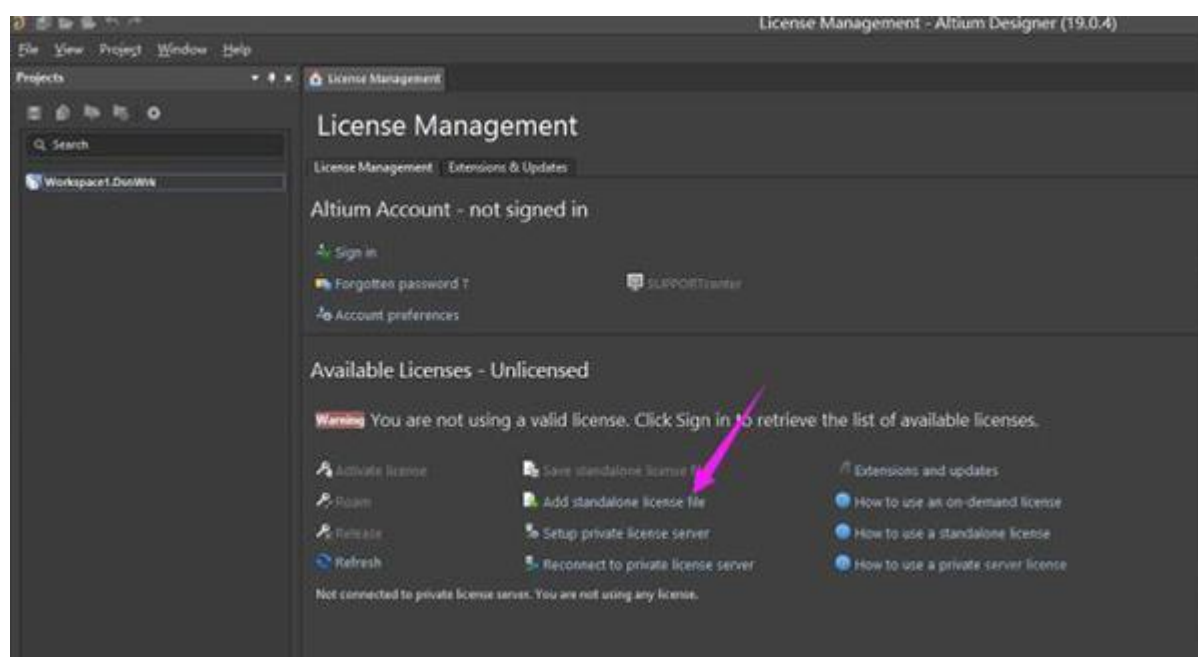 License Management - Altium Designer (19.0.4)
File View Project Window Help
Projects
License Management
Search
Workspace1.DsnWrk
License Management
License Management Extensions & Updates
Altium Account - not signed in
Sign in
Forgotten password ?
SUPPORTcenter
Account preferences
Available Licenses - Unlicensed
Warning You are not using a valid license. Click Sign in to retrieve the list of available licenses.
Activate license Save standalone license file Extensions and updates
Roam Add standalone license file How to use an on-demand license
Release Setup private license server How to use a standalone license
Refresh Reconnect to private license server How to use a private server license
Not connected to private license server. You are not using any license.